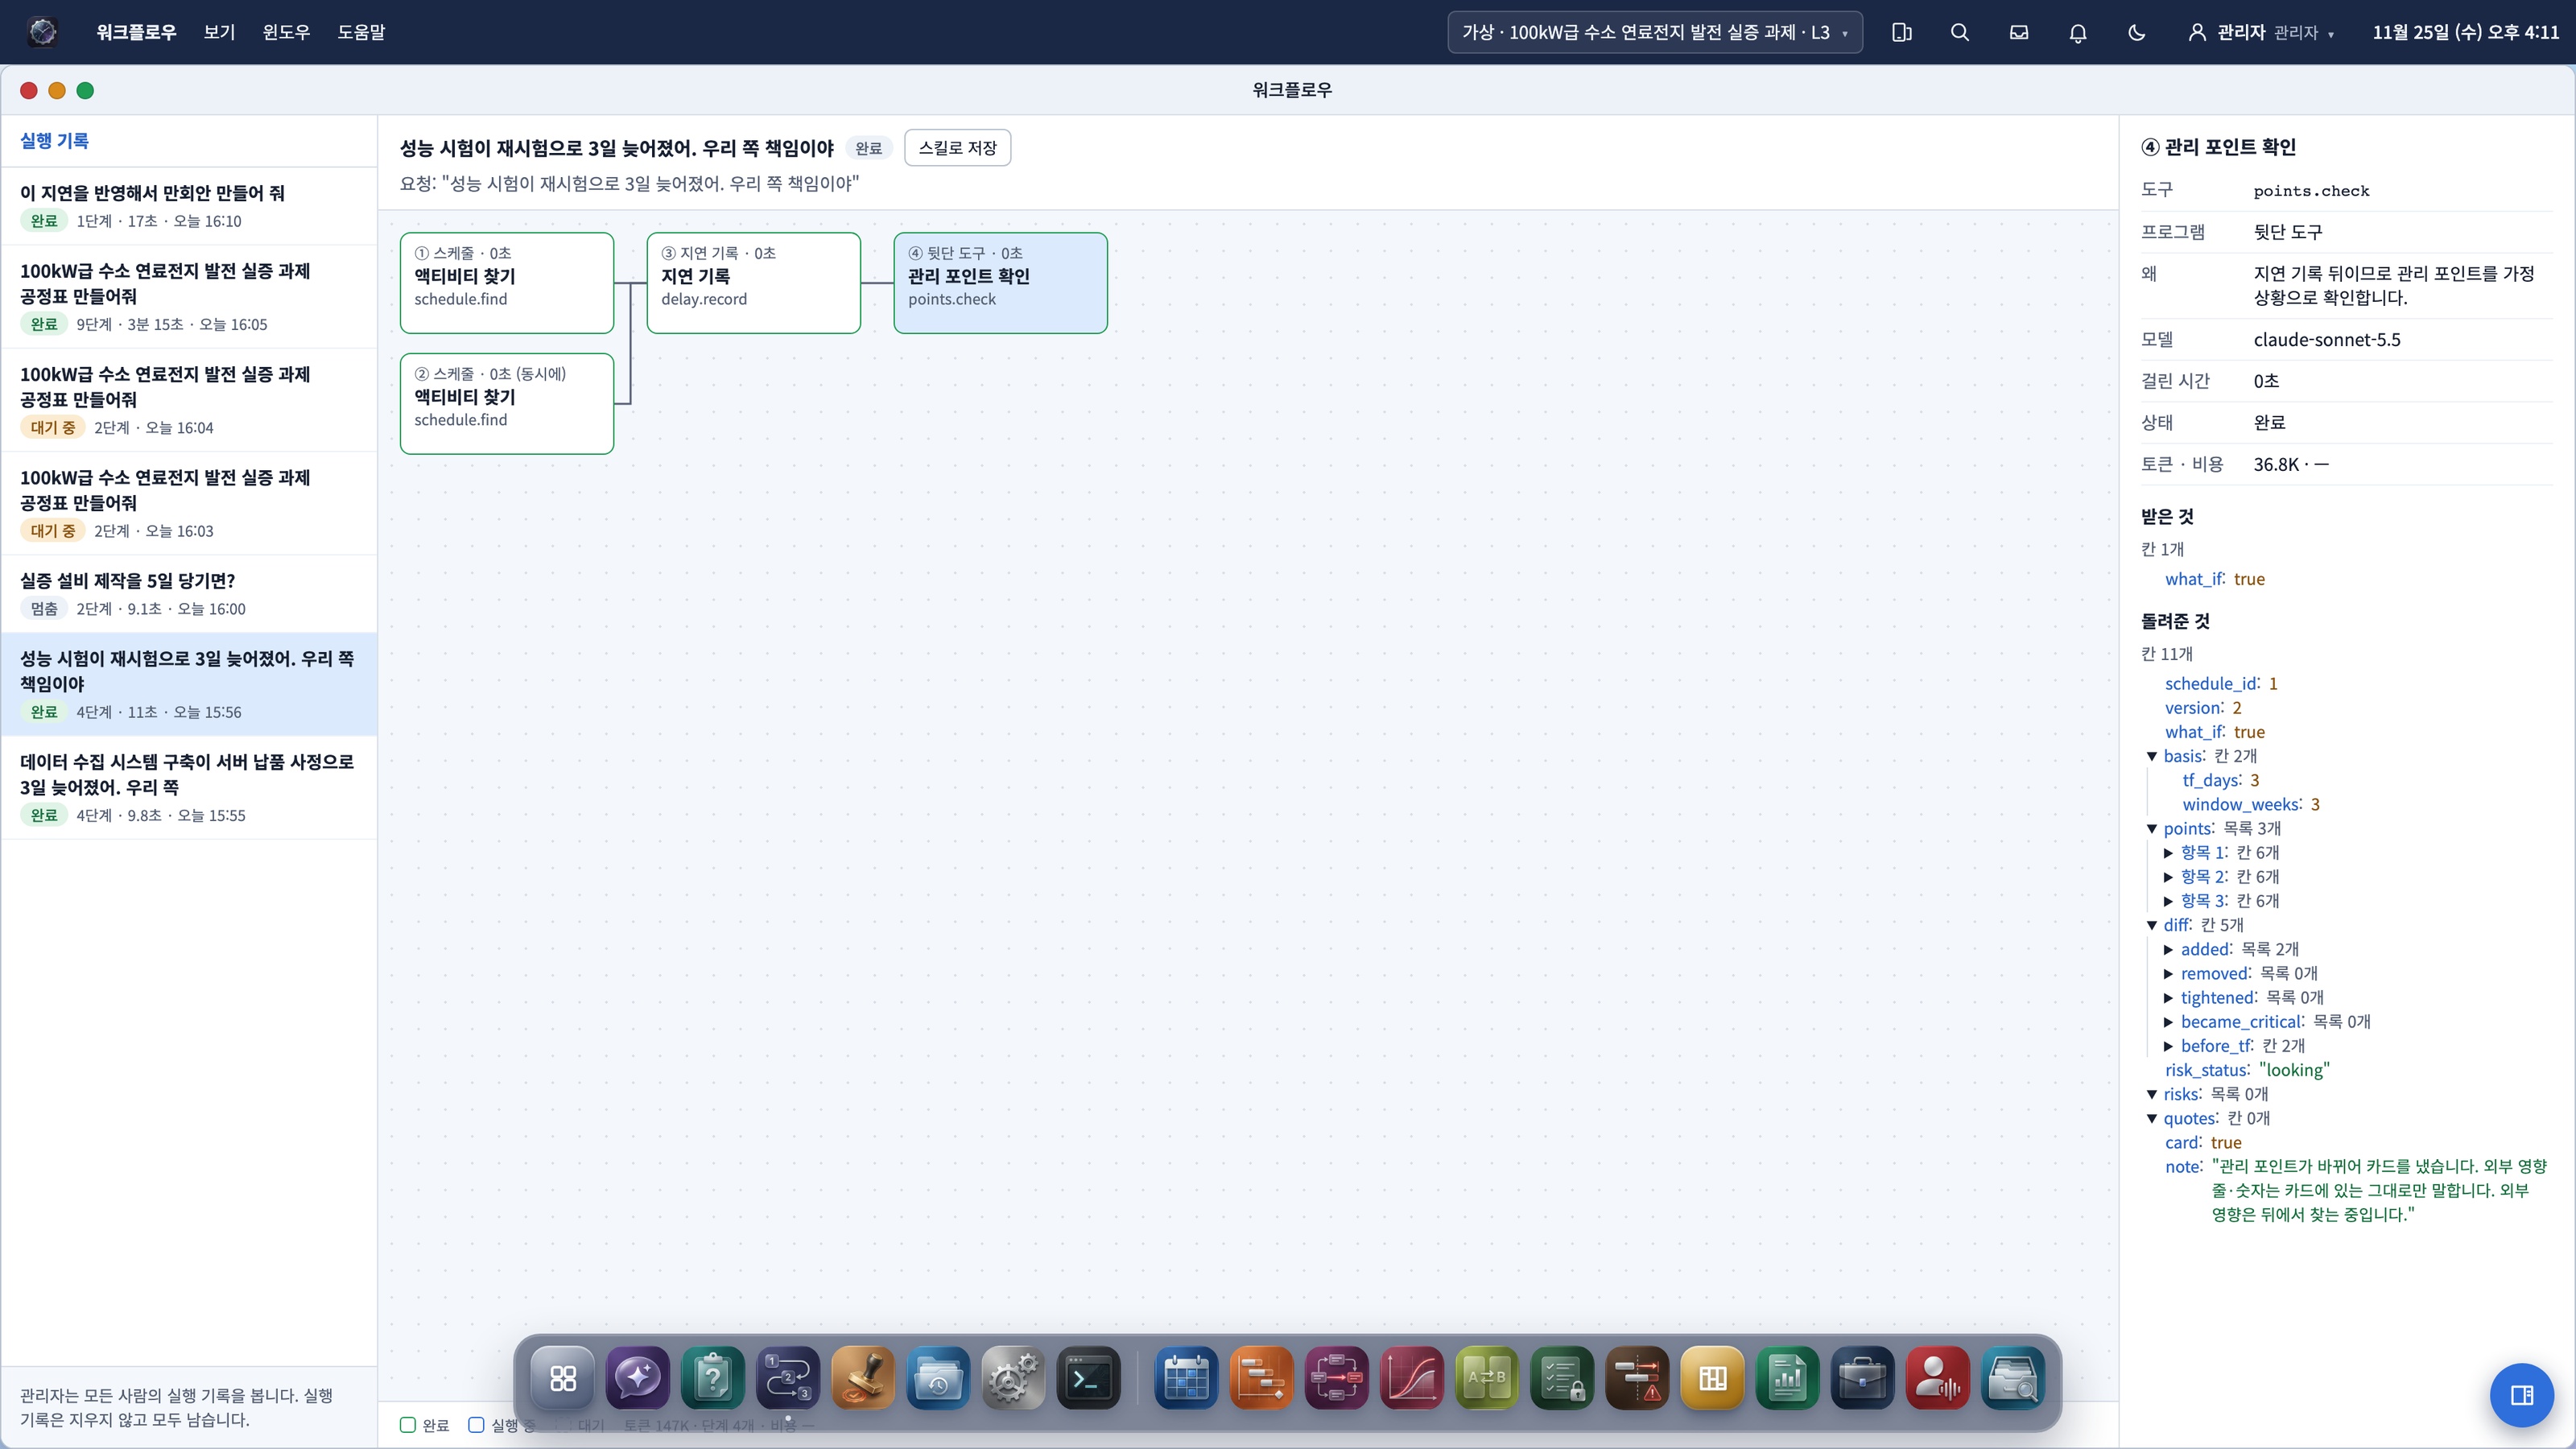 워크플로우 보기 윈도우 도움말
가상 · 100kW급 수소 연료전지 발전 실증 과제 · L3
관리자 관리자
11월 25일 (수) 오후 4:11
워크플로우
실행 기록
이 지연을 반영해서 만회안 만들어 줘
완료 1단계 · 17초 · 오늘 16:10
100kW급 수소 연료전지 발전 실증 과제
공정표 만들어줘
완료 9단계 · 3분 15초 · 오늘 16:05
100kW급 수소 연료전지 발전 실증 과제
공정표 만들어줘
대기 중 2단계 · 오늘 16:04
100kW급 수소 연료전지 발전 실증 과제
공정표 만들어줘
대기 중 2단계 · 오늘 16:03
실증 설비 제작을 5일 당기면?
멈춤 2단계 · 9.1초 · 오늘 16:00
성능 시험이 재시험으로 3일 늦어졌어. 우리 쪽
책임이야
완료 4단계 · 11초 · 오늘 15:56
데이터 수집 시스템 구축이 서버 납품 사정으로
3일 늦어졌어. 우리 쪽
완료 4단계 · 9.8초 · 오늘 15:55
관리자는 모든 사람의 실행 기록을 봅니다. 실행
기록은 지우지 않고 모두 남습니다.
성능 시험이 재시험으로 3일 늦어졌어. 우리 쪽 책임이야 완료 스킬로 저장
요청: "성능 시험이 재시험으로 3일 늦어졌어. 우리 쪽 책임이야"
① 스케줄 · 0초
액티비티 찾기
schedule.find
② 스케줄 · 0초 (동시에)
액티비티 찾기
schedule.find
③ 지연 기록 · 0초
지연 기록
delay.record
④ 뒷단 도구 · 0초
관리 포인트 확인
points.check
1
2
3
A⇄B
완료 실행 중 대기 토큰 147K · 단계 4개 · 비용 —
④ 관리 포인트 확인
도구 points.check
프로그램 뒷단 도구
왜 지연 기록 뒤이므로 관리 포인트를 가정
상황으로 확인합니다.
모델 claude-sonnet-5.5
걸린 시간 0초
상태 완료
토큰 · 비용 36.8K · —
받은 것
칸 1개
what_if: true
돌려준 것
칸 11개
schedule_id: 1
version: 2
what_if: true
▼ basis: 칸 2개
tf_days: 3
window_weeks: 3
▼ points: 목록 3개
▶ 항목 1: 칸 6개
▶ 항목 2: 칸 6개
▶ 항목 3: 칸 6개
▼ diff: 칸 5개
▶ added: 목록 2개
▶ removed: 목록 0개
▶ tightened: 목록 0개
▶ became_critical: 목록 0개
▶ before_tf: 칸 2개
risk_status: "looking"
▼ risks: 목록 0개
▼ quotes: 칸 0개
card: true
note: "관리 포인트가 바뀌어 카드를 냈습니다. 외부 영향
줄·숫자는 카드에 있는 그대로만 말합니다. 외부
영향은 뒤에서 찾는 중입니다."